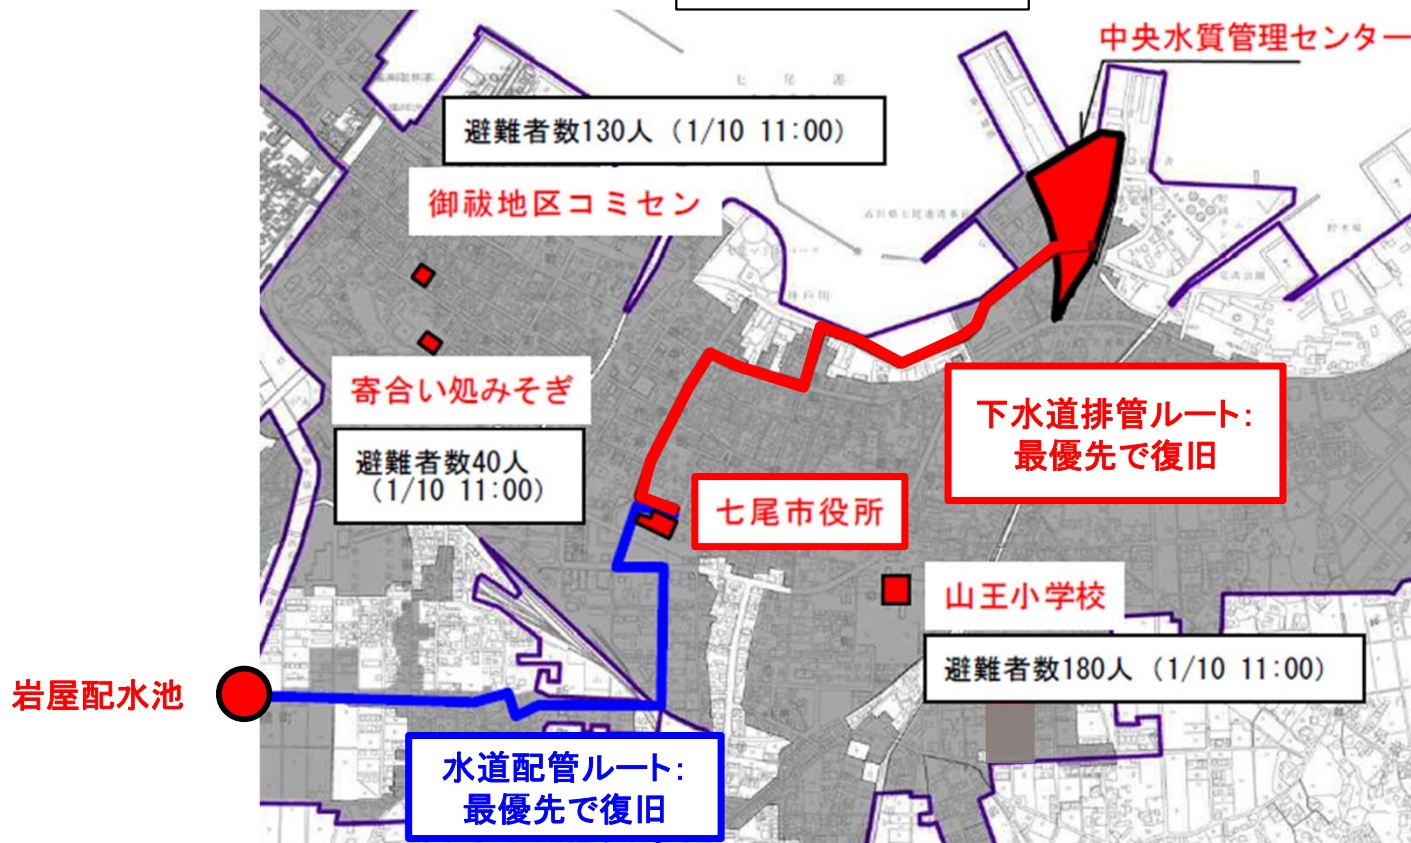 中央水質管理センター
七 尾 港
避難者数130人 (1/10 11:00)
御祓地区コミセン
寄合い処みそぎ
避難者数40人
(1/10 11:00)
下水道排管ルート:
最優先で復旧
七尾市役所
山王小学校
避難者数180人 (1/10 11:00)
岩屋配水池
水道配管ルート:
最優先で復旧